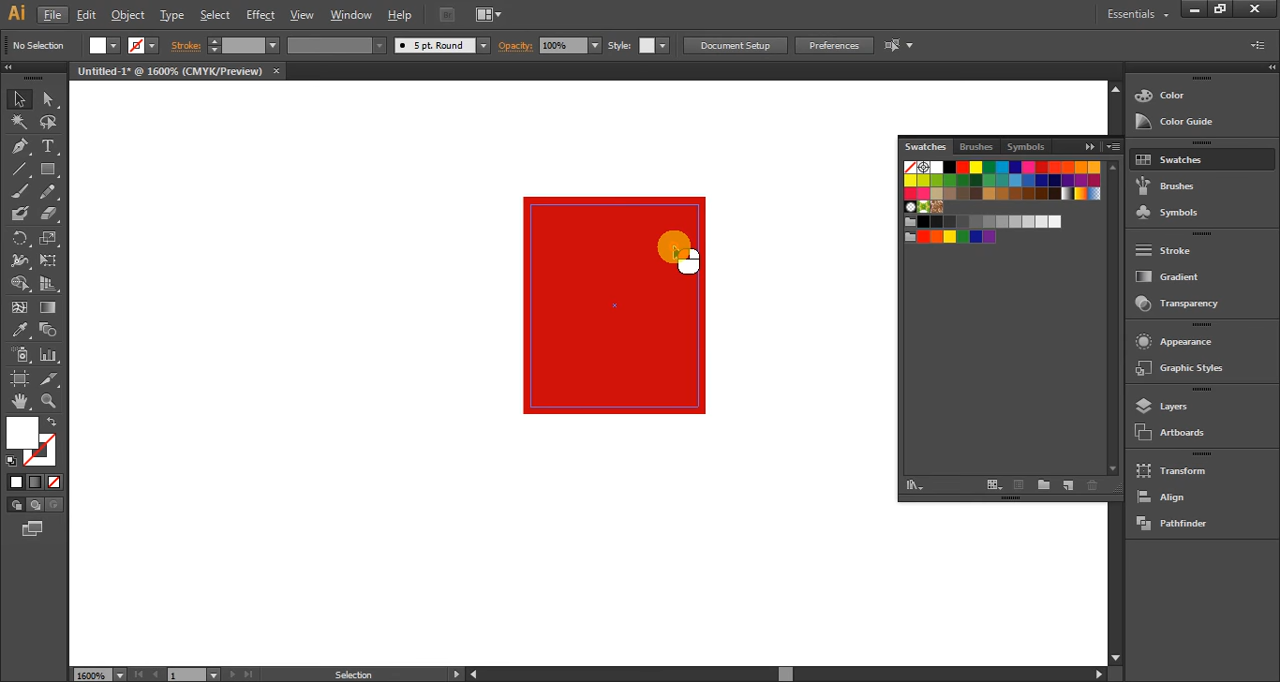 Ai File Edit Object Type Select Effect View Window Help Essentials
No Selection Stroke: 5 pt. Round Opacity: 100% Style: Document Setup Preferences
Untitled-1* @ 1600% (CMYK/Preview)
Color
Color Guide
Swatches Brushes Symbols
Swatches
Brushes
Symbols
Stroke
Gradient
Transparency
Appearance
Graphic Styles
Layers
Artboards
Transform
Align
Pathfinder
1600% 1 Selection